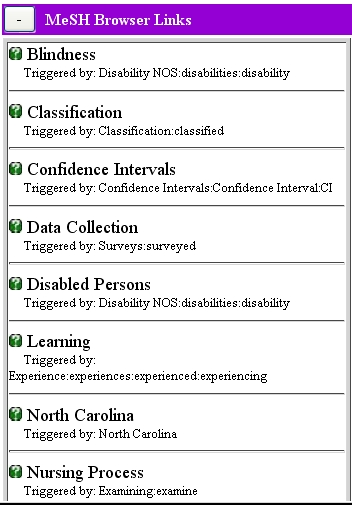 - MeSH Browser Links
Blindness
Triggered by: Disability NOS:disabilities:disability
Classification
Triggered by: Classification:classified
Confidence Intervals
Triggered by: Confidence Intervals:Confidence Interval:CI
Data Collection
Triggered by: Surveys:surveyed
Disabled Persons
Triggered by: Disability NOS:disabilities:disability
Learning
Triggered by:
Experience:experiences:experienced:experiencing
North Carolina
Triggered by: North Carolina
Nursing Process
Triggered by: Examining:examine